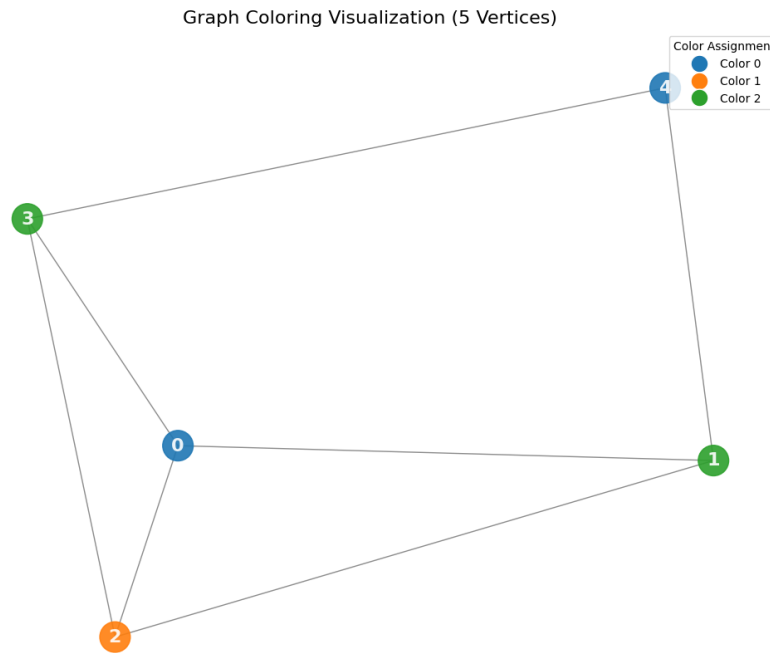 Graph Coloring Visualization (5 Vertices)
Color Assignmen
Color 0
Color 1
Color 2
4
3
0
1
2